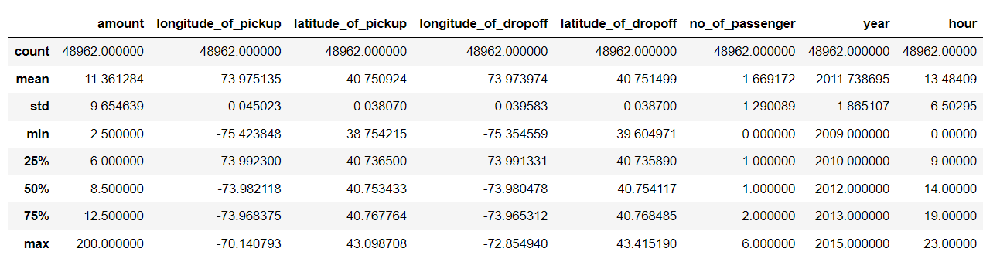 amount longitude_of_pickup latitude_of_pickup longitude_of_dropoff latitude_of_dropoff no_of_passenger year hour
count 48962.000000 48962.000000 48962.000000 48962.000000 48962.000000 48962.000000 48962.000000 48962.00000
mean 11.361284 -73.975135 40.750924 -73.973974 40.751499 1.669172 2011.738695 13.48409
std 9.654639 0.045023 0.038070 0.039583 0.038700 1.290089 1.865107 6.50295
min 2.500000 -75.423848 38.754215 -75.354559 39.604971 0.000000 2009.000000 0.00000
25% 6.000000 -73.992300 40.736500 -73.991331 40.735890 1.000000 2010.000000 9.00000
50% 8.500000 -73.982118 40.753433 -73.980478 40.754117 1.000000 2012.000000 14.00000
75% 12.500000 -73.968375 40.767764 -73.965312 40.768485 2.000000 2013.000000 19.00000
max 200.000000 -70.140793 43.098708 -72.854940 43.415190 6.000000 2015.000000 23.00000